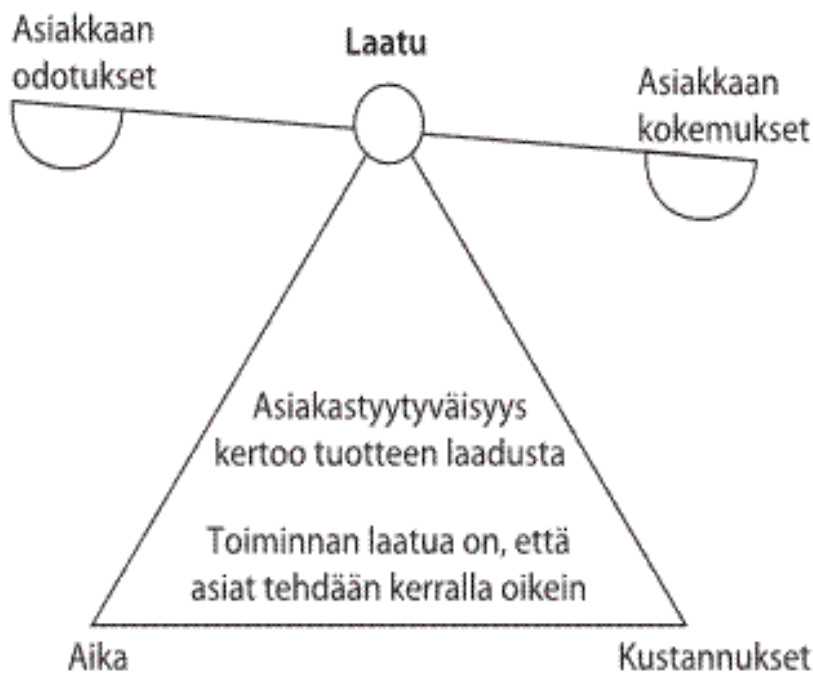 Asiakkaan
odotukset
Laatu
Asiakkaan
kokemukset
Asiakastyytyväisyys
kertoo tuotteen laadusta
Toiminnan laatua on, että
asiat tehdään kerralla oikein
Aika
Kustannukset